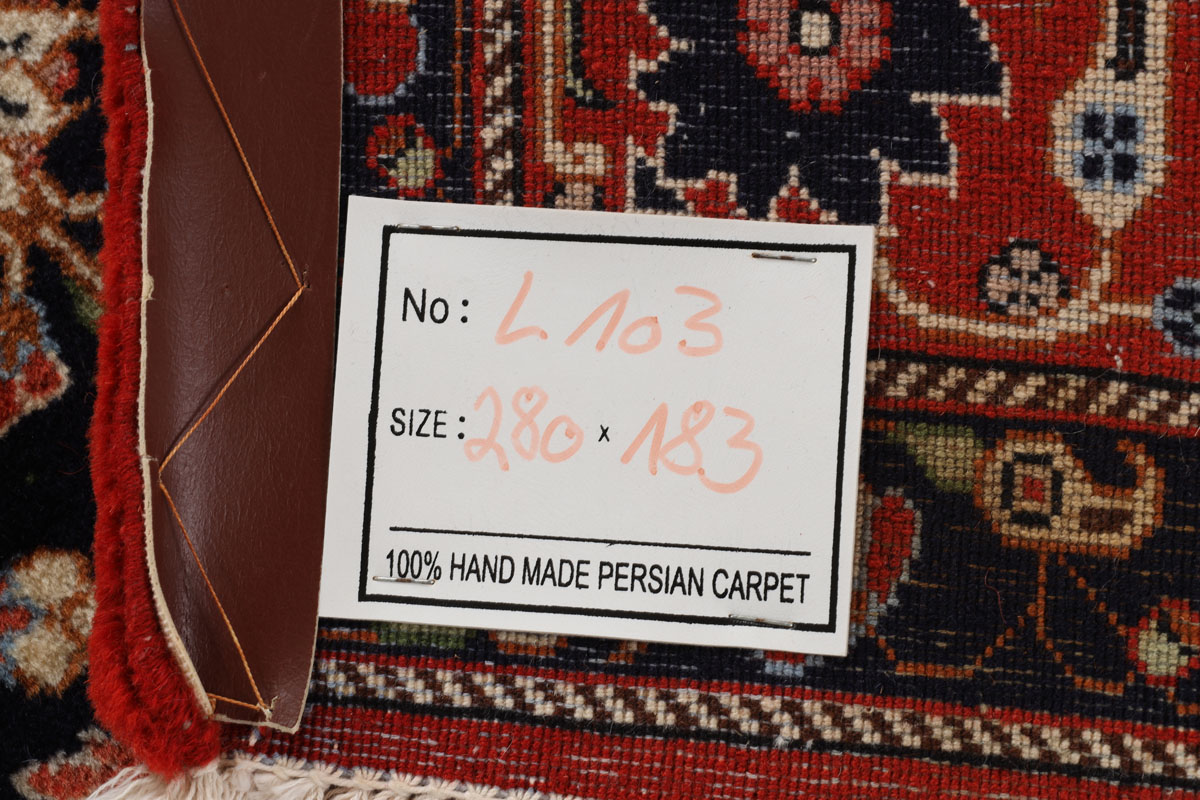 No: L.103
SIZE: 280 x 183
100% HAND MADE PERSIAN CARPET